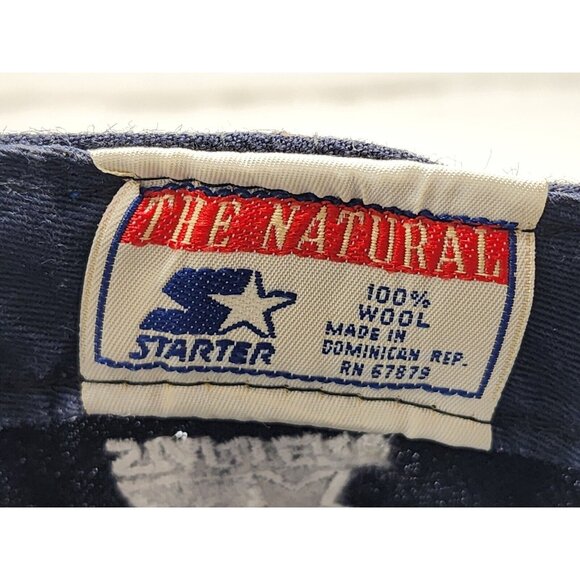 THE NATURAL
STARTER
100%
WOOL
MADE IN
DOMINICAN REP.
RN 67879